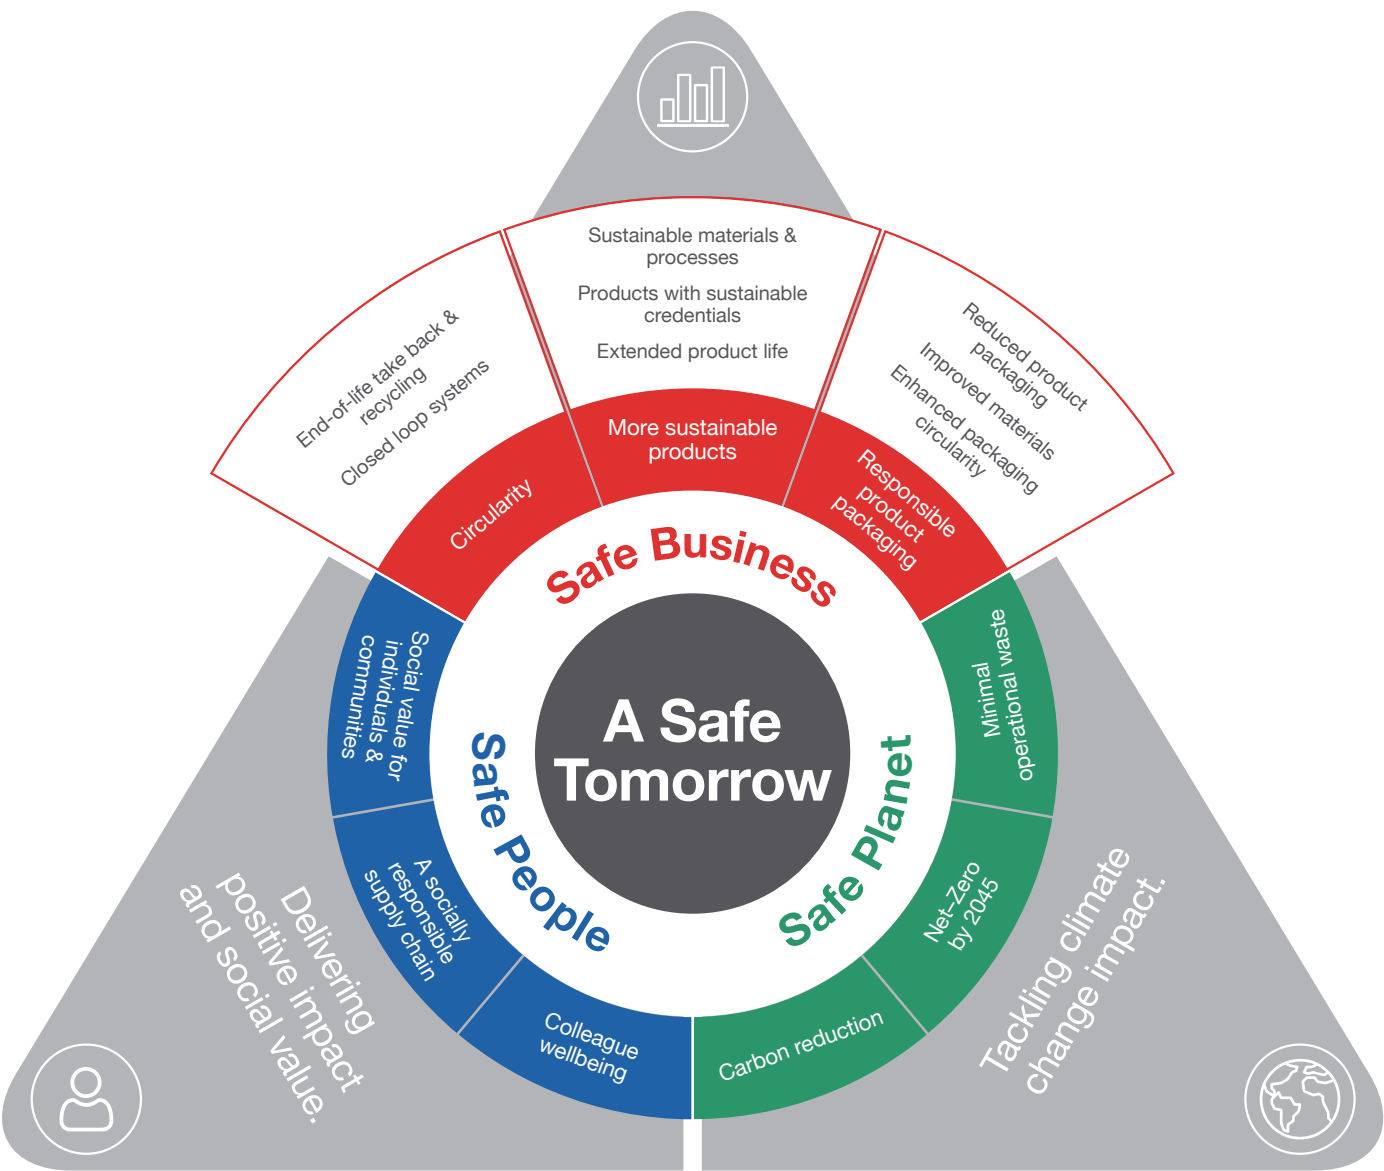 Sustainable materials &
processes
Products with sustainable
credentials
Extended product life
End-of-life take back &
recycling
Closed loop systems
Reduced product
packaging
Improved materials
Enhanced packaging
circularity
Circularity
More sustainable
products
Responsible
product
packaging
Safe Business
A Safe
Tomorrow
Safe People
Safe Planet
Social value for
individuals &
communities
A socially
responsible
supply chain
Colleague
wellbeing
Minimal
operational waste
Net–Zero
by 2045
Carbon reduction
Delivering
positive impact
and social value.
Tackling climate
change impact.